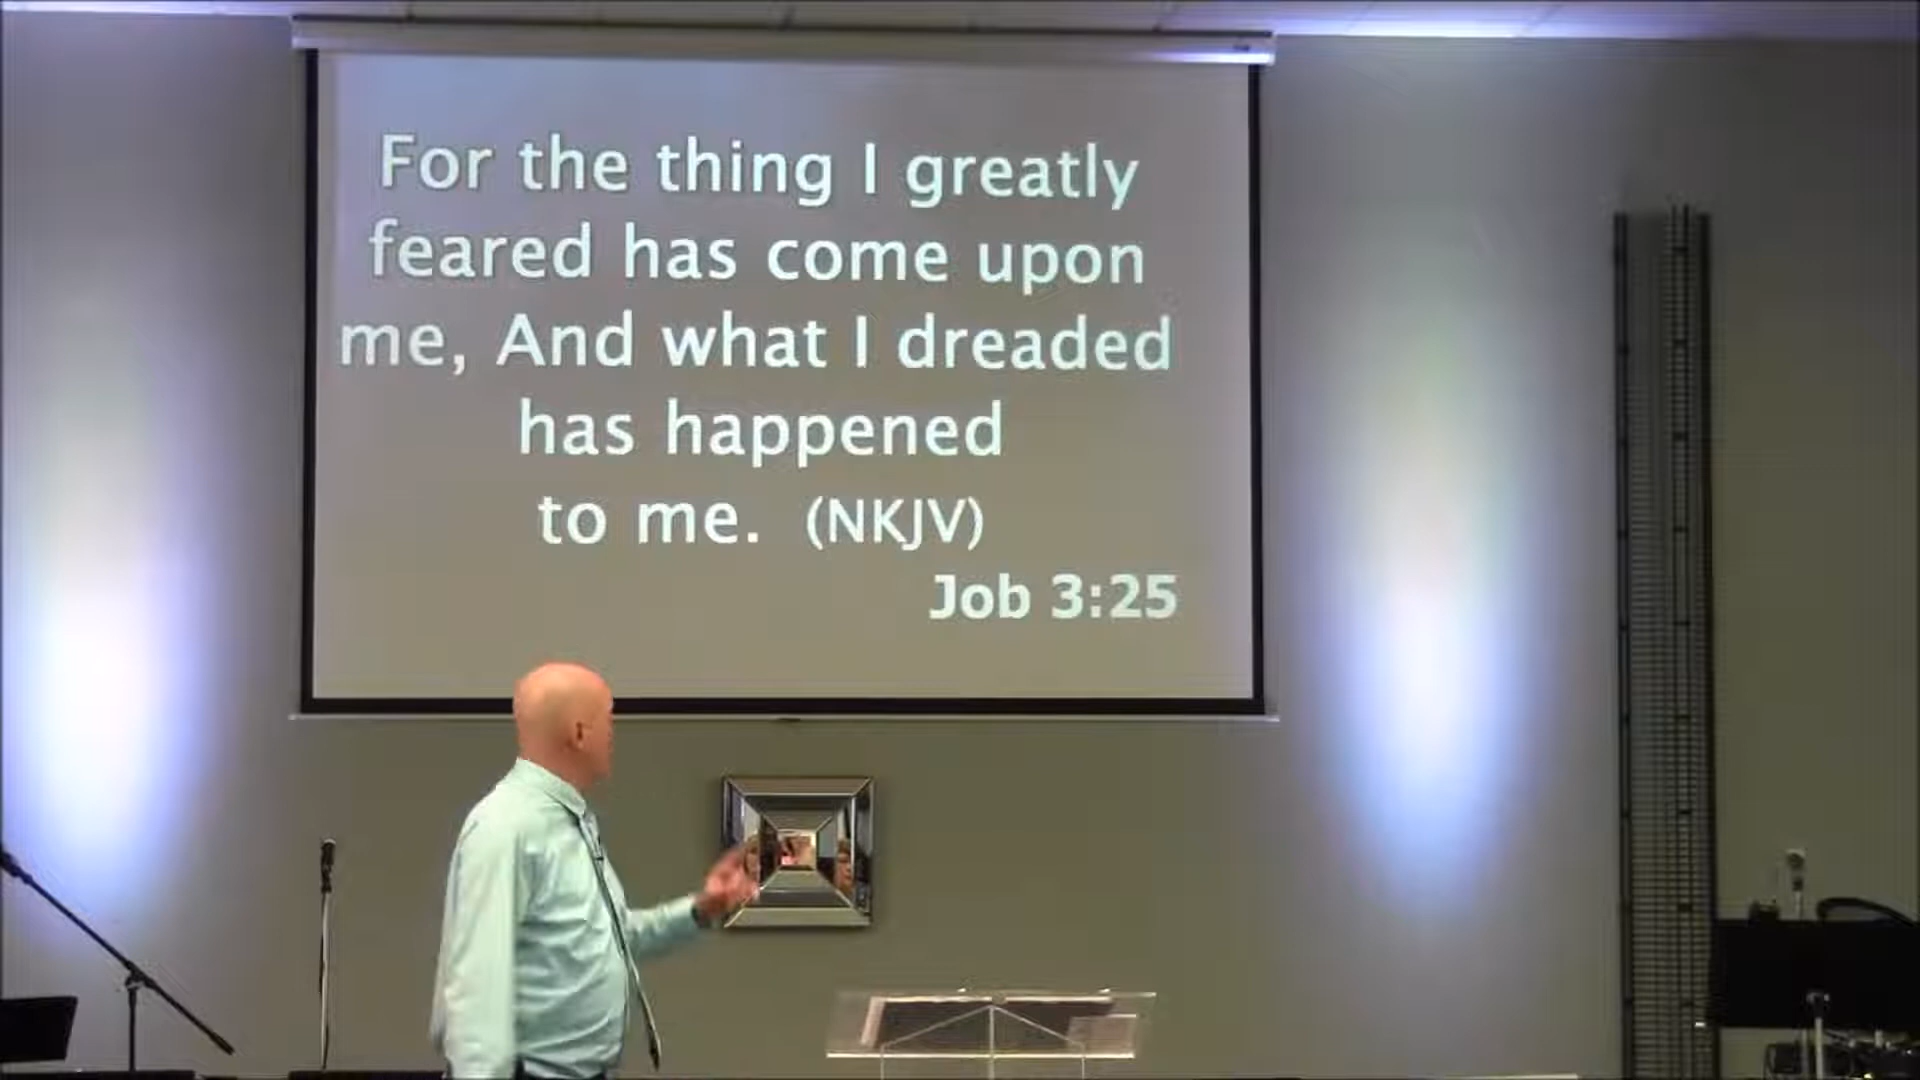 For the thing I greatly
feared has come upon
me, And what I dreaded
has happened
to me. (NKJV)
Job 3:25